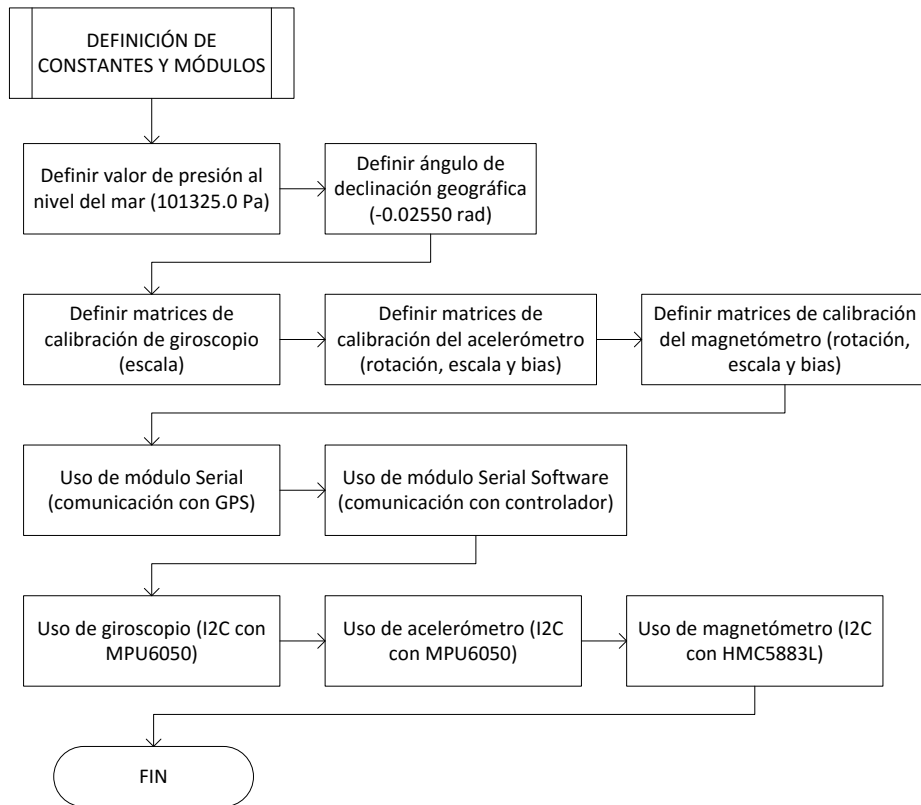 DEFINICIÓN DE
CONSTANTES Y MÓDULOS
Definir valor de presión al
nivel del mar (101325.0 Pa)
Definir ángulo de
declinación geográfica
(-0.02550 rad)
Definir matrices de
calibración de giroscopio
(escala)
Definir matrices de
calibración del acelerómetro
(rotación, escala y bias)
Definir matrices de calibración
del magnetómetro (rotación,
escala y bias)
Uso de módulo Serial
(comunicación con GPS)
Uso de módulo Serial Software
(comunicación con controlador)
Uso de giroscopio (I2C con
MPU6050)
Uso de acelerómetro (I2C
con MPU6050)
Uso de magnetómetro (I2C
con HMC5883L)
FIN